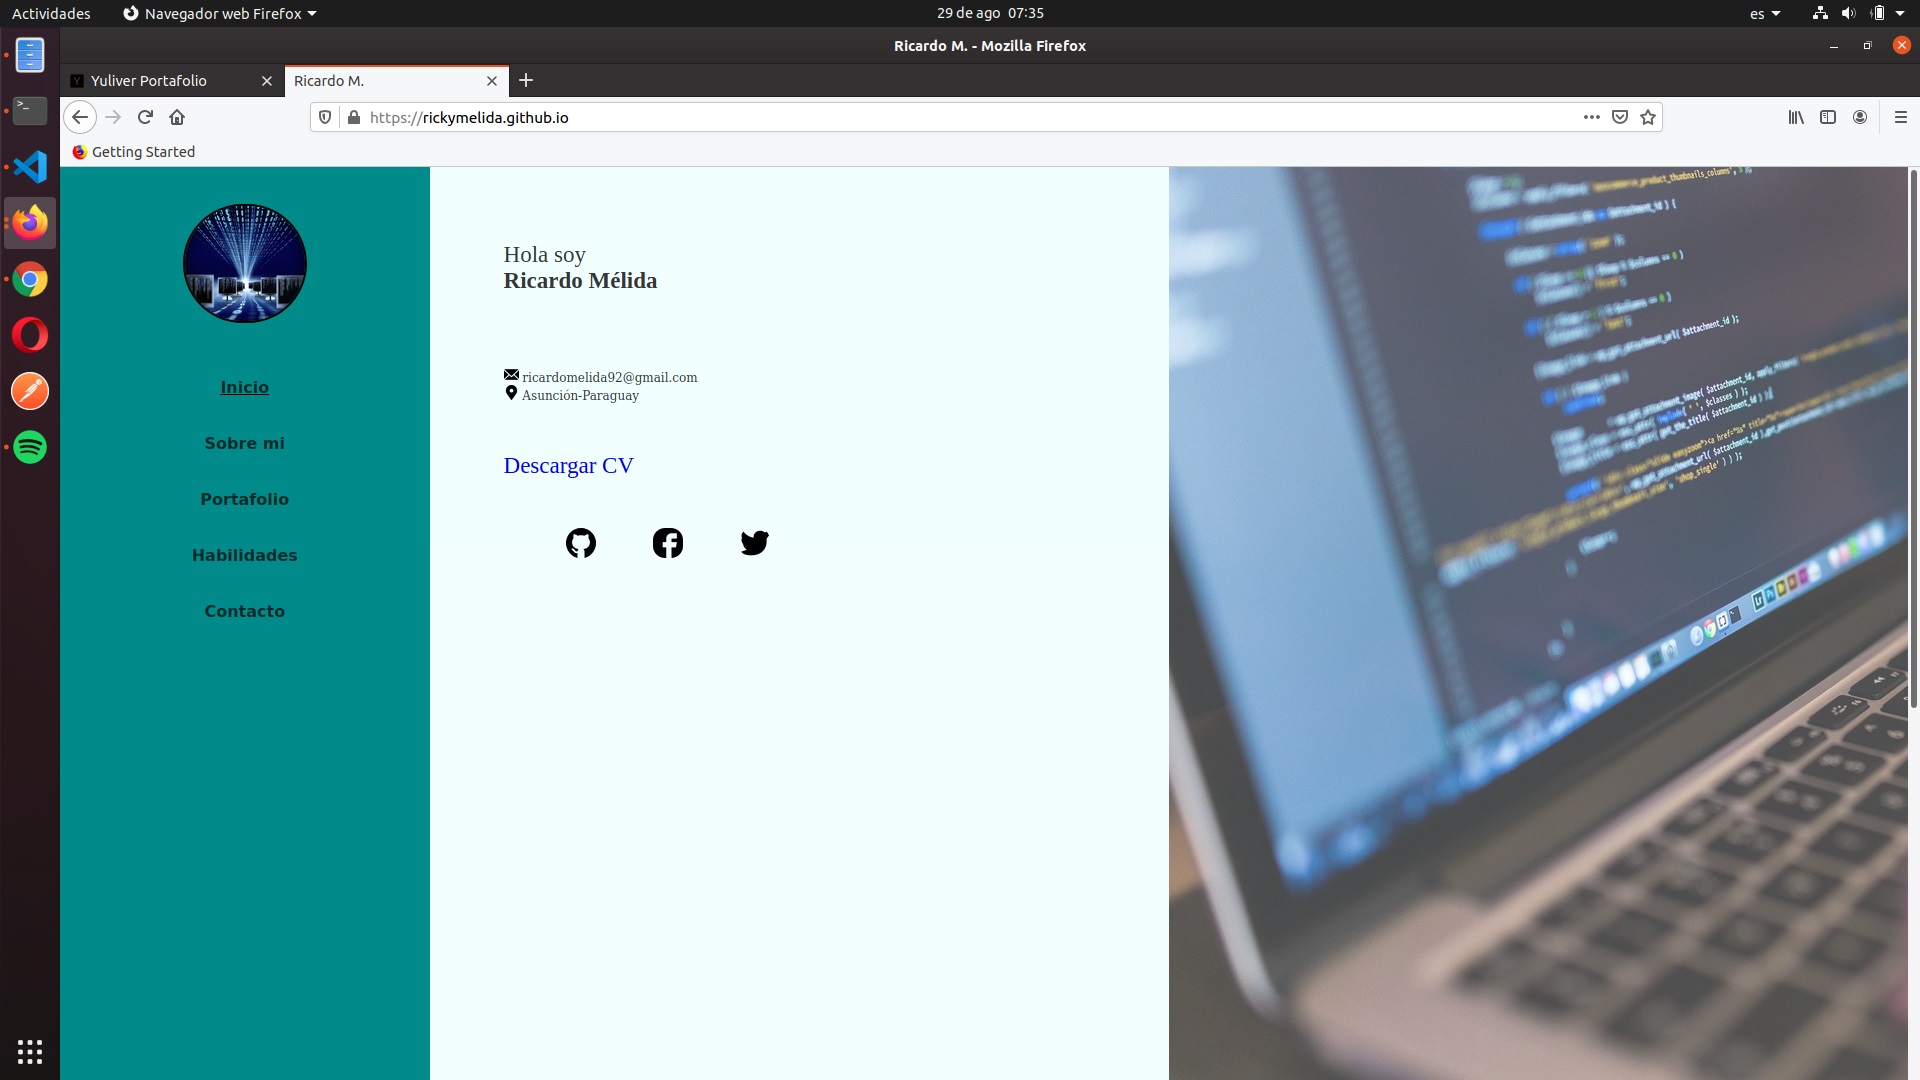 Actividades
Navegador web Firefox
29 de ago 07:35
es
Ricardo M. - Mozilla Firefox
Yuliver Portafolio
Ricardo M.
https://rickymelida.github.io
Getting Started
Inicio
Sobre mi
Portafolio
Habilidades
Contacto
Hola soy
Ricardo Mélida
ricardomelida92@gmail.com
Asunción-Paraguay
Descargar CV